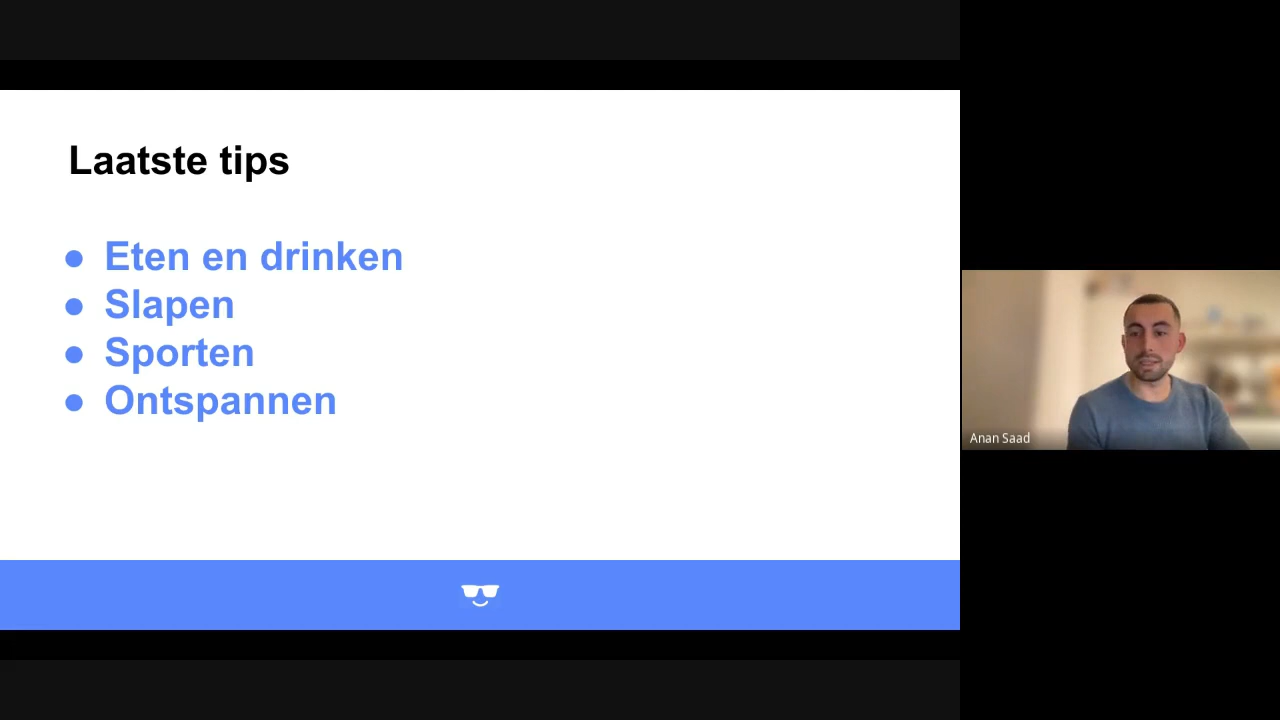 Laatste tips
● Eten en drinken
● Slapen
● Sporten
● Ontspannen
Anan Saad